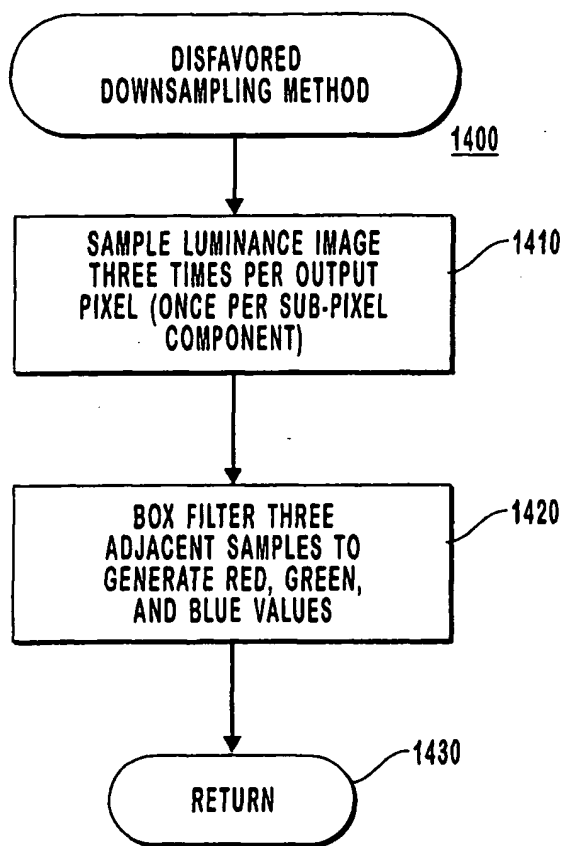 DISFAVORED
DOWNSAMPLING METHOD
1400
SAMPLE LUMINANCE IMAGE
THREE TIMES PER OUTPUT
PIXEL (ONCE PER SUB-PIXEL
COMPONENT)
1410
BOX FILTER THREE
ADJACENT SAMPLES TO
GENERATE RED, GREEN,
AND BLUE VALUES
1420
RETURN
1430